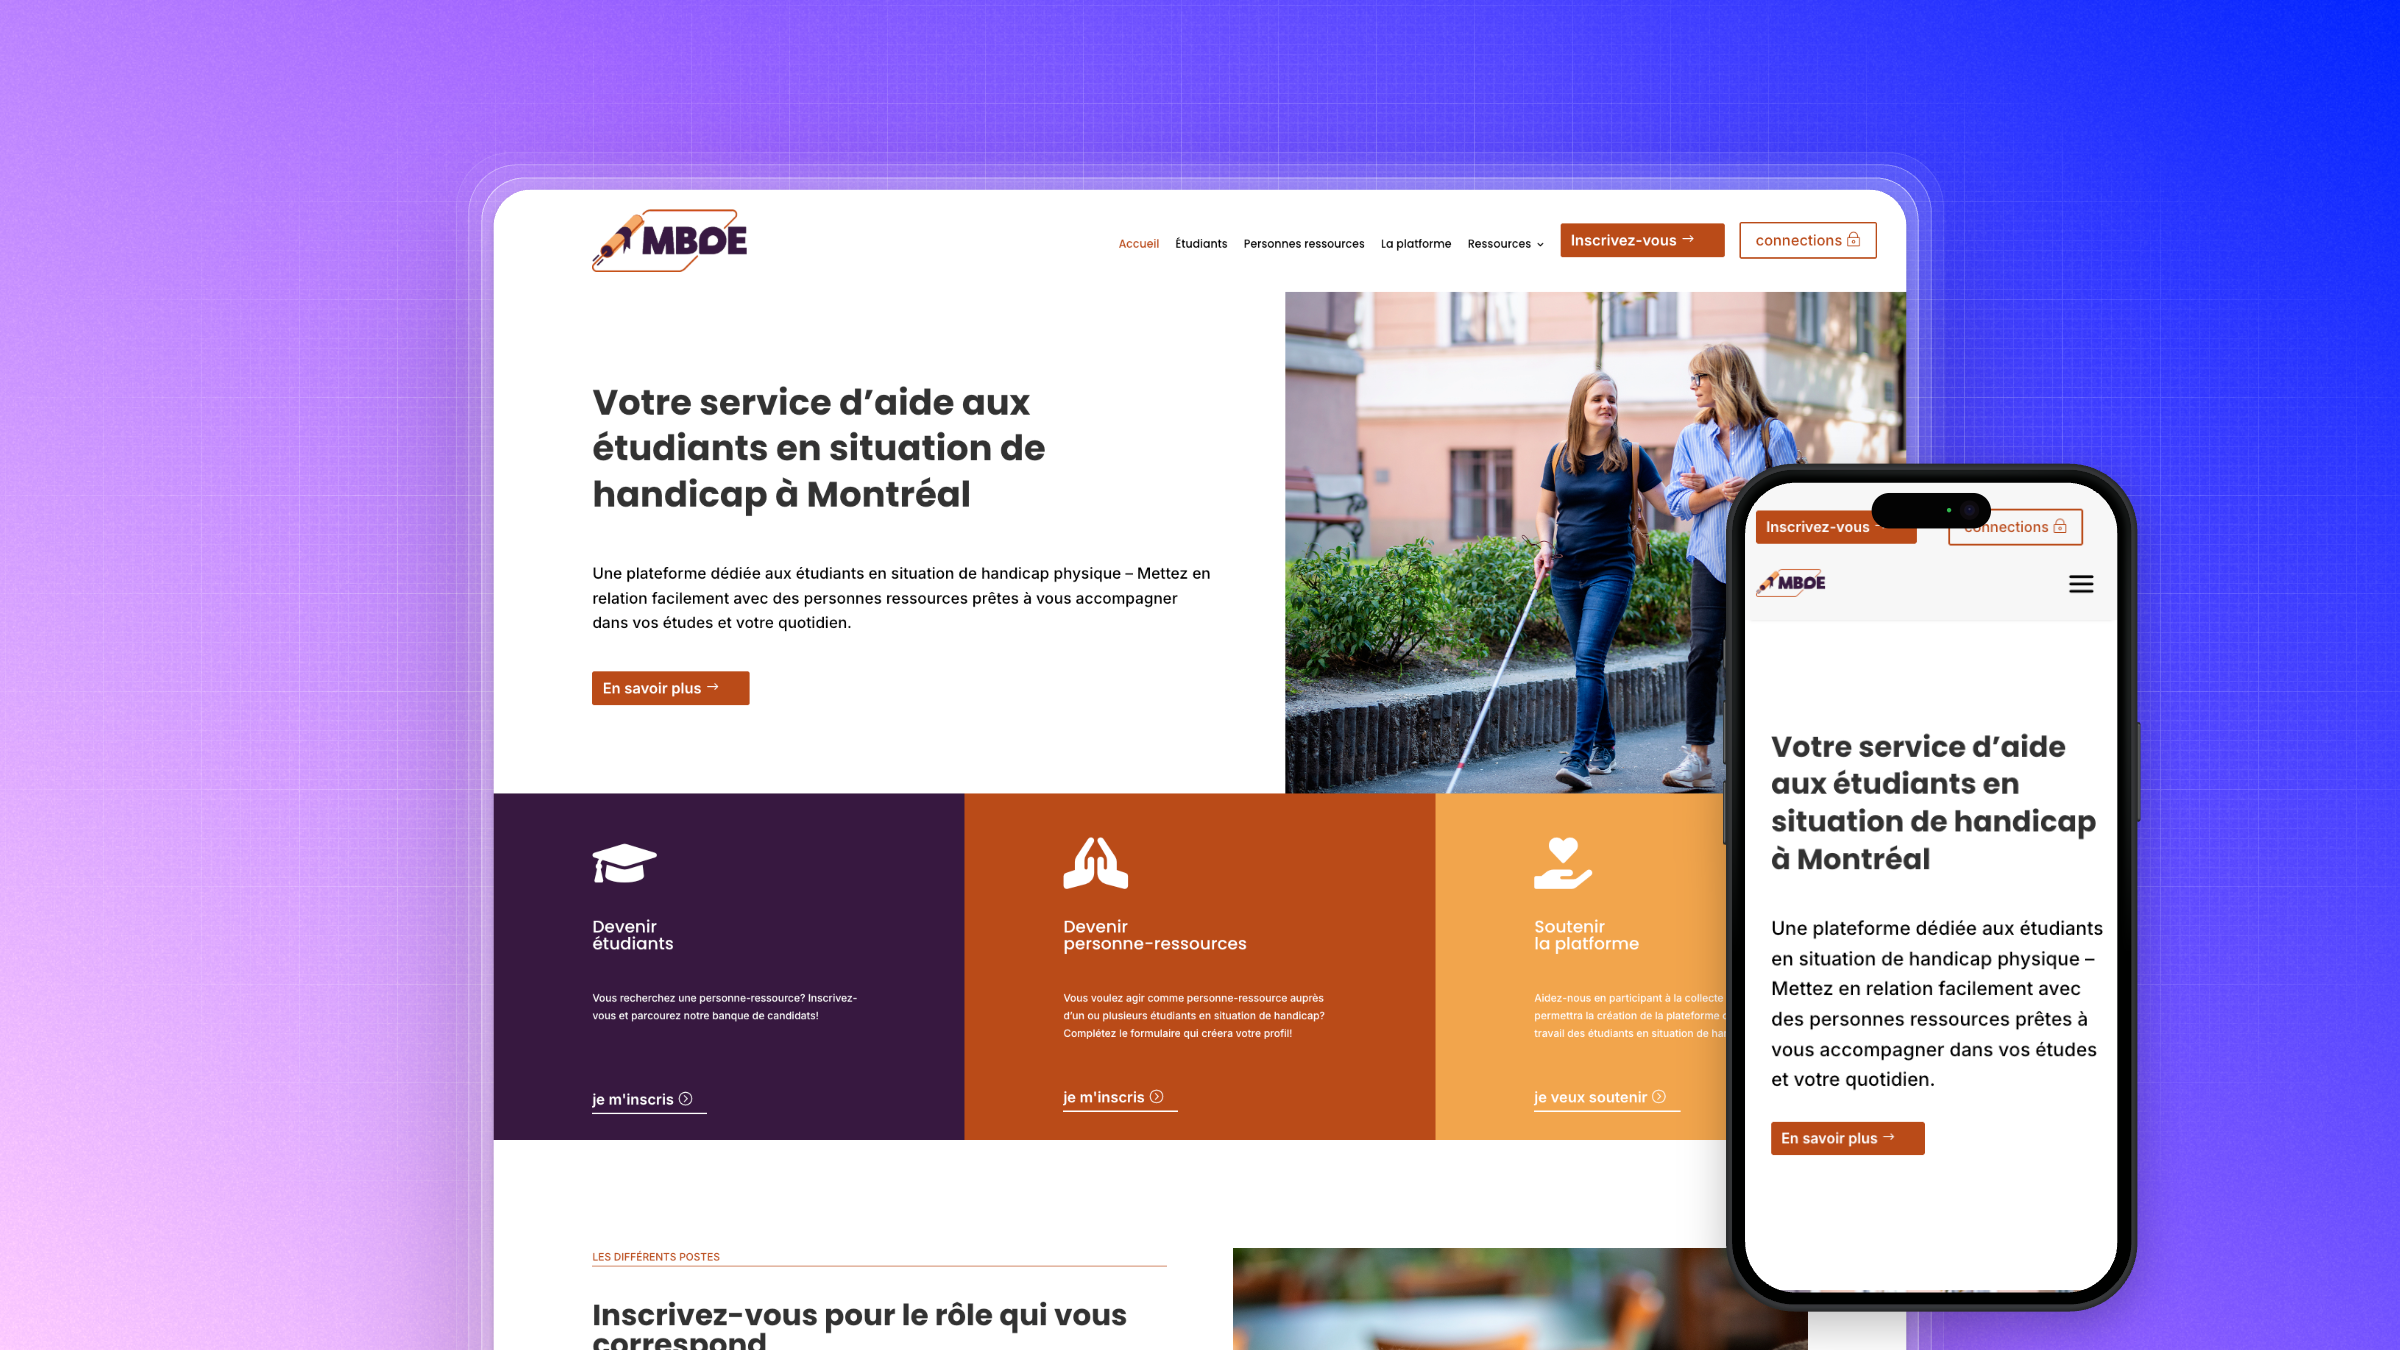 MBOE
Accueil Étudiants Personnes ressources La platforme Ressources Inscrivez-vous → connections
Votre service d’aide aux
étudiants en situation de
handicap à Montréal
Une plateforme dédiée aux étudiants en situation de handicap physique – Mettez en
relation facilement avec des personnes ressources prêtes à vous accompagner
dans vos études et votre quotidien.
En savoir plus →
Devenir
étudiants
Vous recherchez une personne-ressource? Inscrivez-
vous et parcourez notre banque de candidats!
je m'inscris
Devenir
personne-ressources
Vous voulez agir comme personne-ressource auprès
d'un ou plusieurs étudiants en situation de handicap?
Complétez le formulaire qui créera votre profil!
je m'inscris
Soutenir
la platforme
Aidez-nous en participant à la collecte
permettra la création de la plateforme
travail des étudiants en situation de
je veux soutenir
LES DIFFÉRENTS POSTES
Inscrivez-vous pour le rôle qui vous
correspond
Inscrivez-vous connections
MBOE
Votre service d’aide
aux étudiants en
situation de handicap
à Montréal
Une plateforme dédiée aux étudiants
en situation de handicap physique –
Mettez en relation facilement avec
des personnes ressources prêtes à
vous accompagner dans vos études
et votre quotidien.
En savoir plus →